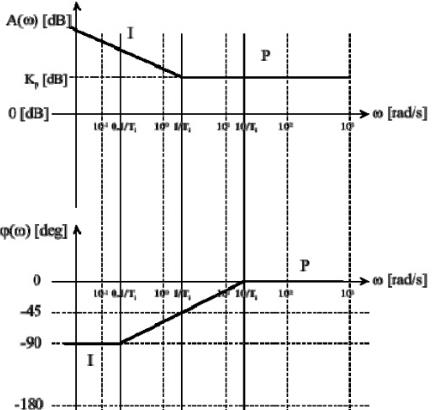 A(ω) [dB]
I
P
Kp [dB]
0 [dB]
10⁻¹ 0.1/Tᵢ 10⁰ 1/Tᵢ 10¹ 10/Tᵢ 10² 10³ ω [rad/s]
φ(ω) [deg]
P
0
ω [rad/s]
10⁻¹ 0.1/Tᵢ 10⁰ 1/Tᵢ 10¹ 10/Tᵢ 10² 10³
-45
-90
I
-180